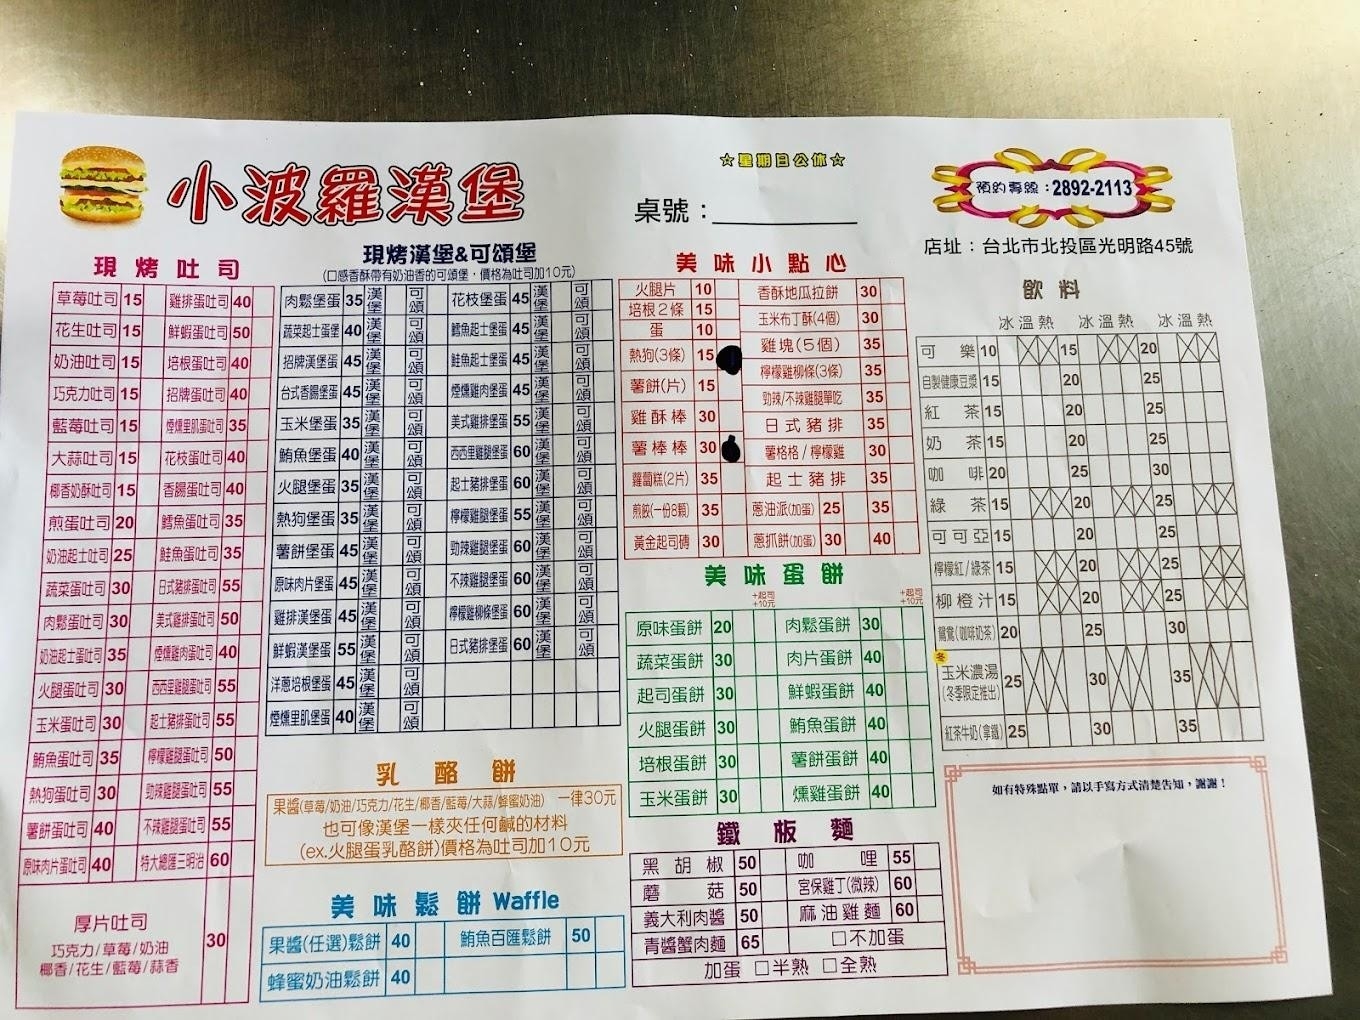 小波羅漢堡
☆星期日公休☆
桌號：
預約專線：2892-2113
店址：台北市北投區光明路45號
現烤吐司
草莓吐司 15 雞排蛋吐司 40
花生吐司 15 鮮蝦蛋吐司 50
奶油吐司 15 培根蛋吐司 40
巧克力吐司 15 招牌蛋吐司 40
藍莓吐司 15 煙燻里肌蛋吐司 35
大蒜吐司 15 花枝蛋吐司 40
椰香奶酥吐司 15 香腸蛋吐司 40
煎蛋吐司 20 鱈魚蛋吐司 35
奶油起士吐司 25 鮭魚蛋吐司 35
蔬菜蛋吐司 30 日式豬排蛋吐司 55
肉鬆蛋吐司 30 美式雞排蛋吐司 50
奶油起士蛋吐司 35 煙燻雞肉蛋吐司 40
火腿蛋吐司 30 西西里雞腿蛋吐司 55
玉米蛋吐司 30 起士豬排蛋吐司 55
鮪魚蛋吐司 35 檸檬雞腿蛋吐司 50
熱狗蛋吐司 30 勁辣雞腿蛋吐司 55
薯餅蛋吐司 40 不辣雞腿蛋吐司 55
原味肉片蛋吐司 40 特大總匯三明治 60
厚片吐司
巧克力/草莓/奶油
椰香/花生/藍莓/蒜香
30
現烤漢堡&可頌堡
(口感香酥帶有奶油香的可頌堡，價格為吐司加10元)
肉鬆堡蛋 35 漢堡 可頌 花枝堡蛋 45 漢堡 可頌
蔬菜起士蛋堡 40 漢堡 可頌 鱈魚起士堡蛋 45 漢堡 可頌
招牌漢堡蛋 45 漢堡 可頌 鮭魚起士堡蛋 45 漢堡 可頌
台式香腸堡蛋 45 漢堡 可頌 煙燻雞肉堡蛋 45 漢堡 可頌
玉米堡蛋 35 漢堡 可頌 美式雞排堡蛋 55 漢堡 可頌
鮪魚堡蛋 40 漢堡 可頌 西西里雞腿堡蛋 60 漢堡 可頌
火腿堡蛋 35 漢堡 可頌 起士豬排堡蛋 60 漢堡 可頌
熱狗堡蛋 35 漢堡 可頌 檸檬雞腿堡蛋 55 漢堡 可頌
薯餅堡蛋 45 漢堡 可頌 勁辣雞腿堡蛋 60 漢堡 可頌
原味肉片堡蛋 45 漢堡 可頌 不辣雞腿堡蛋 60 漢堡 可頌
雞排漢堡蛋 45 漢堡 可頌 檸檬雞柳條堡蛋 60 漢堡 可頌
鮮蝦漢堡蛋 55 漢堡 可頌 日式豬排堡蛋 60 漢堡 可頌
洋蔥培根堡蛋 45 漢堡 可頌
煙燻里肌堡蛋 40 漢堡 可頌
乳酪餅
果醬(草莓/奶油/巧克力/花生/椰香/藍莓/大蒜/蜂蜜奶油) 一律30元
也可像漢堡一樣夾任何鹹的材料
(ex.火腿蛋乳酪餅)價格為吐司加10元
美味鬆餅 Waffle
果醬(任選)鬆餅 40 鮪魚百匯鬆餅 50
蜂蜜奶油鬆餅 40
美味小點心
火腿片 10 香酥地瓜拉餅 30
培根2條 15 玉米布丁酥(4個) 30
蛋 10 雞塊(5個) 35
熱狗(3條) 15 檸檬雞柳條(3條) 35
薯餅(片) 15 勁辣/不辣雞腿單吃 35
雞酥棒 30 日式豬排 35
薯棒棒 30 薯格格/檸檬雞 30
蘿蔔糕(2片) 35 起士豬排 35
煎餃(一份8顆) 35 蔥油派(加蛋) 25 35
黃金起司磚 30 蔥抓餅(加蛋) 30 40
美味蛋餅
+起司 +10元 +起司 +10元
原味蛋餅 20 肉鬆蛋餅 30
蔬菜蛋餅 30 肉片蛋餅 40
起司蛋餅 30 鮮蝦蛋餅 40
火腿蛋餅 30 鮪魚蛋餅 40
培根蛋餅 30 薯餅蛋餅 40
玉米蛋餅 30 燻雞蛋餅 40
鐵板麵
黑胡椒 50 咖哩 55
蘑菇 50 宮保雞丁(微辣) 60
義大利肉醬 50 麻油雞麵 60
青醬蟹肉麵 65 □不加蛋
加蛋 □半熟 □全熟
飲料
冰 溫 熱 冰 溫 熱 冰 溫 熱
可樂 10 15 20
自製健康豆漿 15 20 25
紅茶 15 20 25
奶茶 15 20 25
咖啡 20 25 30
綠茶 15 20 25
可可亞 15 20 25
檸檬紅/綠茶 15 20 25
柳橙汁 15 20 25
鴛鴦(咖啡奶茶) 20 25 30
冬
玉米濃湯 (冬季限定推出) 25 30 35
紅茶牛奶(拿鐵) 25 30 35
如有特殊點單，請以手寫方式清楚告知，謝謝！